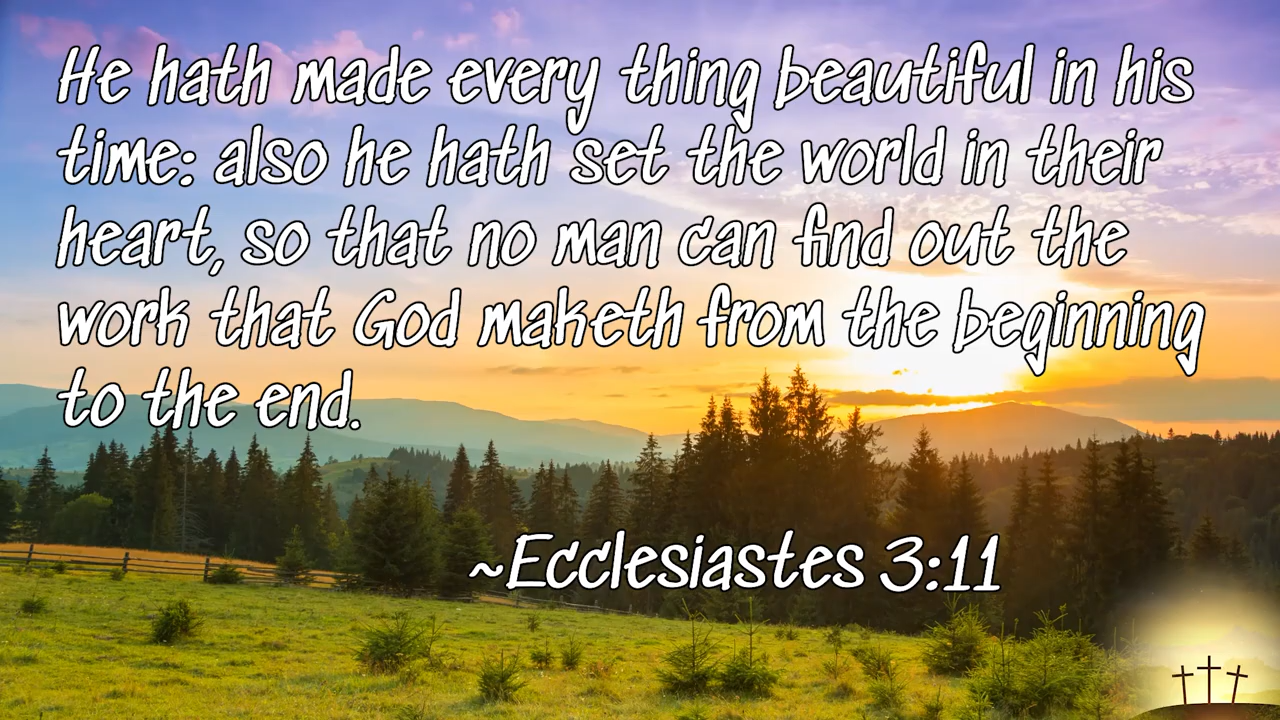 He hath made every thing beautiful in his
time: also he hath set the world in their
heart, so that no man can find out the
work that God maketh from the beginning
to the end.
~Ecclesiastes 3:11